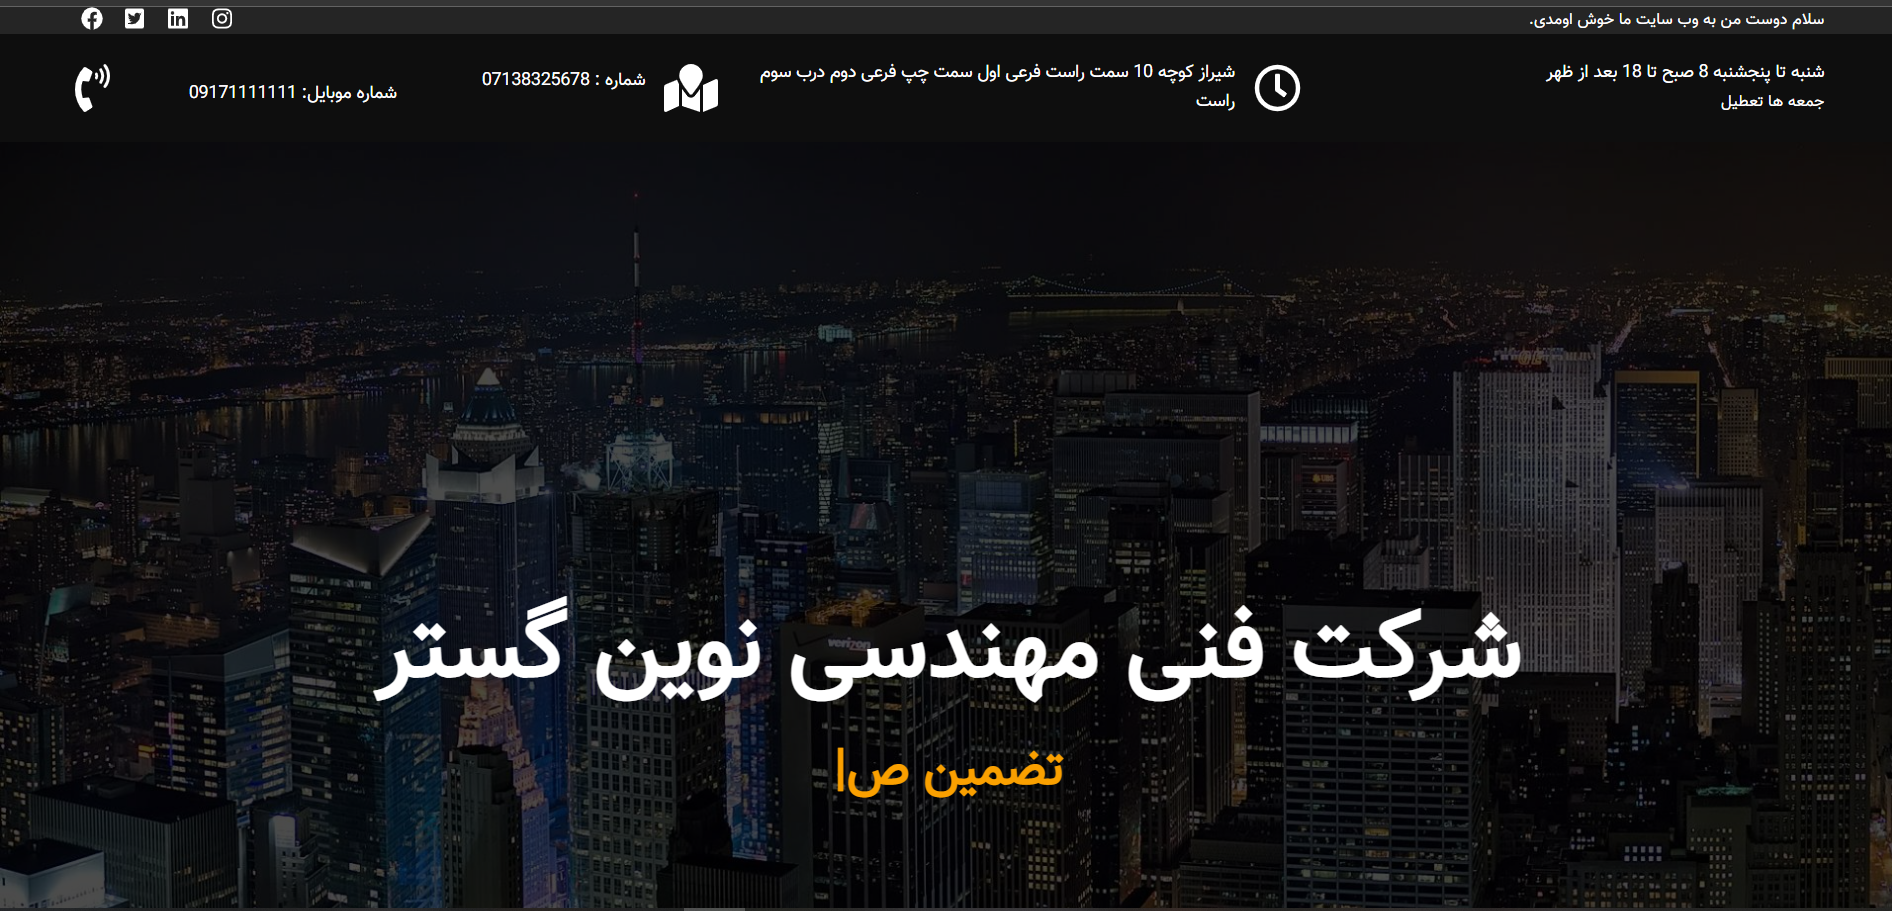 سلام دوست من به وب سایت ما خوش اومدی.
شنبه تا پنجشنبه 8 صبح تا 18 بعد از ظهر
جمعه ها تعطیل
شیراز کوچه 10 سمت راست فرعی اول سمت چپ فرعی دوم درب سوم
راست
شماره : 07138325678
شماره موبایل: 09171111111
verizon
شرکت فنی مهندسی نوین گستر
تضمین ص|